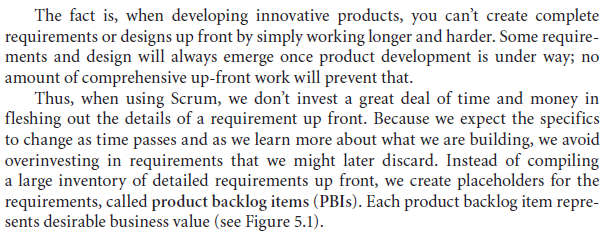 The fact is, when developing innovative products, you can't create complete
requirements or designs up front by simply working longer and harder. Some require-
ments and design will always emerge once product development is under way; no
amount of comprehensive up-front work will prevent that.
Thus, when using Scrum, we don't invest a great deal of time and money in
fleshing out the details of a requirement up front. Because we expect the specifics
to change as time passes and as we learn more about what we are building, we avoid
overinvesting in requirements that we might later discard. Instead of compiling
a large inventory of detailed requirements up front, we create placeholders for the
requirements, called product backlog items (PBIs). Each product backlog item repre-
sents desirable business value (see Figure 5.1).